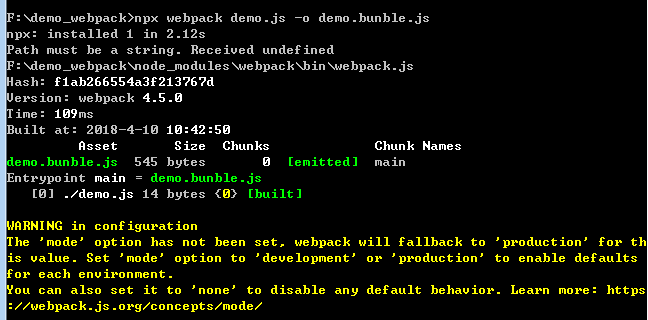 F:\demo_webpack>npx webpack demo.js -o demo.bunble.js
npx: installed 1 in 2.12s
Path must be a string. Received undefined
F:\demo_webpack\node_modules\webpack\bin\webpack.js
Hash: f1ab266554a3f213767d
Version: webpack 4.5.0
Time: 109ms
Built at: 2018-4-10 10:42:50
Asset Size Chunks Chunk Names
demo.bunble.js 545 bytes 0 [emitted] main
Entrypoint main = demo.bunble.js
[0] ./demo.js 14 bytes {0} [built]
WARNING in configuration
The 'mode' option has not been set, webpack will fallback to 'production' for th
is value. Set 'mode' option to 'development' or 'production' to enable defaults
for each environment.
You can also set it to 'none' to disable any default behavior. Learn more: https
://webpack.js.org/concepts/mode/